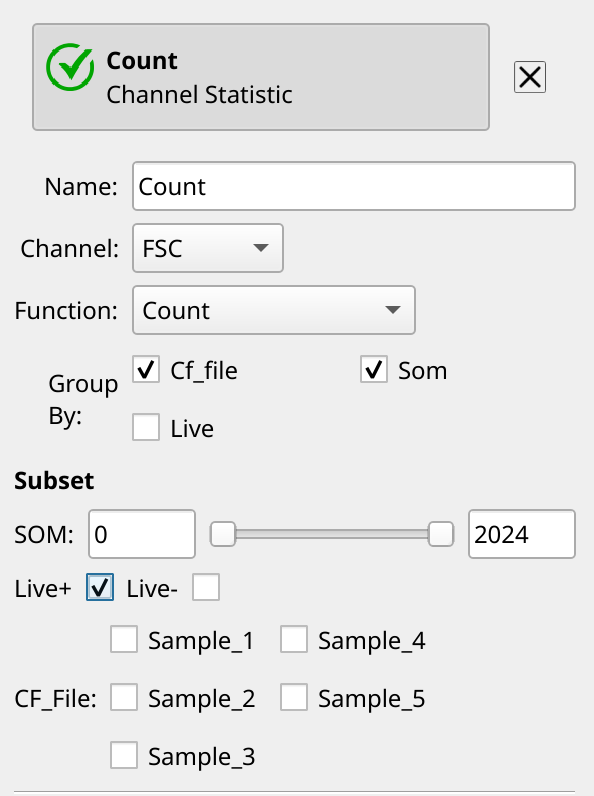 Count
Channel Statistic
Name: Count
Channel: FSC
Function: Count
Group By:
Cf_file Som
Live
Subset
SOM: 0 2024
Live+ Live-
Sample_1 Sample_4
CF_File: Sample_2 Sample_5
Sample_3